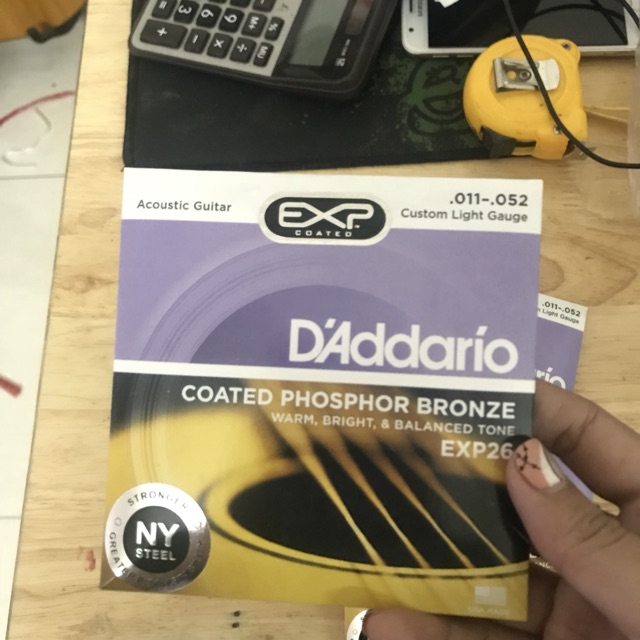 Acoustic Guitar
EXP
COATED
.011-.052
Custom Light Gauge
D'Addario
COATED PHOSPHOR BRONZE
WARM, BRIGHT, & BALANCED TONE
EXP26
STRONGER
NY
STEEL
.011-.052
Light Gauge